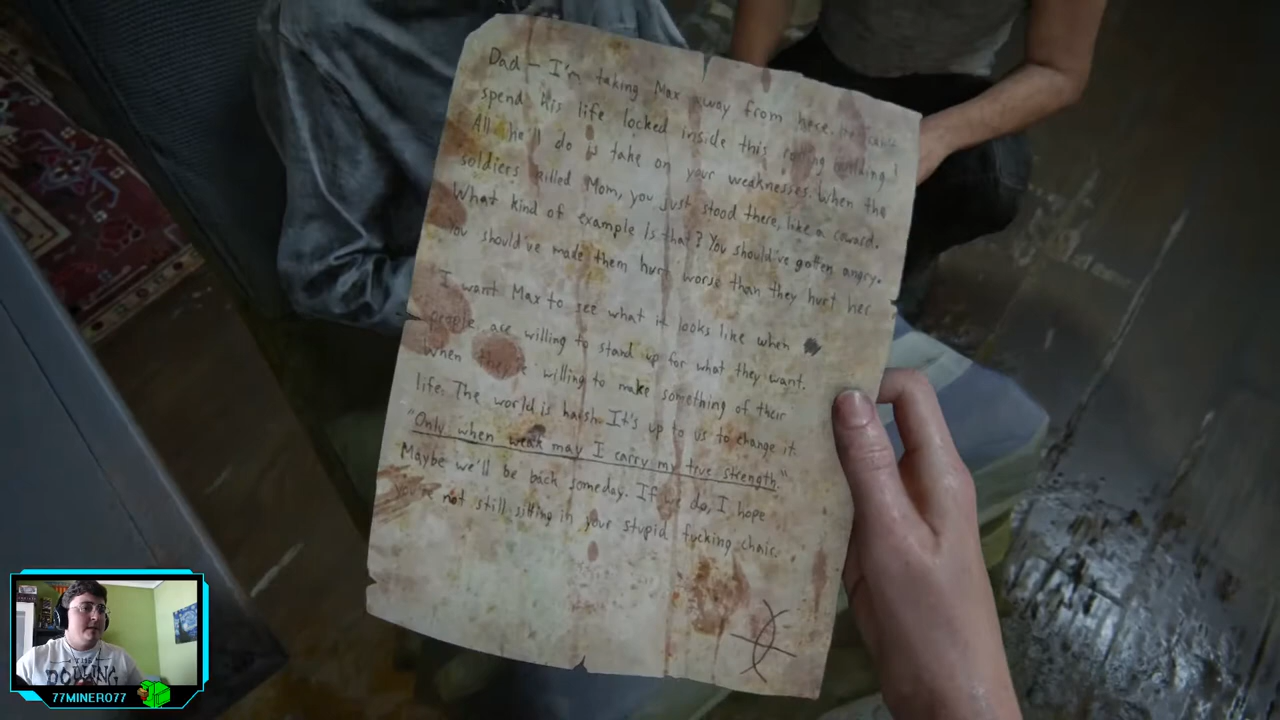 Dad - I'm taking Max away from here.
spend his life locked inside this rotting building!
All he'll do is take on your weaknesses. When the
soldiers killed Mom, you just stood there, like a coward.
What kind of example is that? You should've gotten angry.
You should've made them hurt worse than they hurt her
I want Max to see what it looks like when
people are willing to stand up for what they want.
When they're willing to make something of their
life. The world is harsh. It's up to us to change it.
"Only when weak may I carry my true strength."
Maybe we'll be back someday. If we do, I hope
you're not still sitting in your stupid fucking chair.
THE
77MINER077